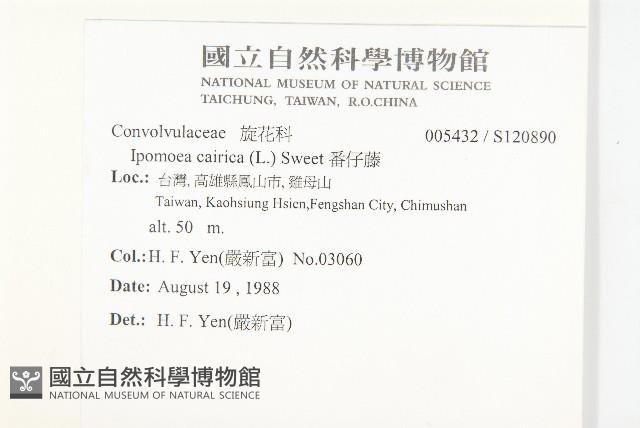 國立自然科學博物館
NATIONAL MUSEUM OF NATURAL SCIENCE
TAICHUNG, TAIWAN, R.O.CHINA
Convolvulaceae 旋花科 005432 / S120890
Ipomoea cairica (L.) Sweet 番仔藤
Loc.: 台灣, 高雄縣鳳山市, 雞母山
Taiwan, Kaohsiung Hsien,Fengshan City, Chimushan
alt. 50 m.
Col.: H. F. Yen(嚴新富) No.03060
Date: August 19 , 1988
Det.: H. F. Yen(嚴新富)
國立自然科學博物館
NATIONAL MUSEUM OF NATURAL SCIENCE